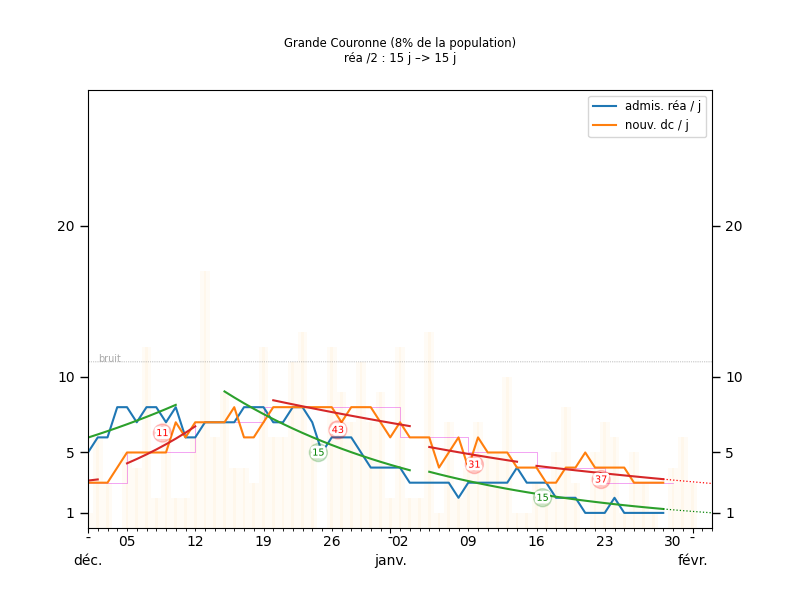 Grande Couronne (8% de la population)
réa /2 : 15 j –> 15 j
admis. réa / j
nouv. dc / j
20
20
bruit
10
10
11
43
15
5
5
31
37
15
1
1
05
12
19
26
02
09
16
23
30
déc.
janv.
févr.